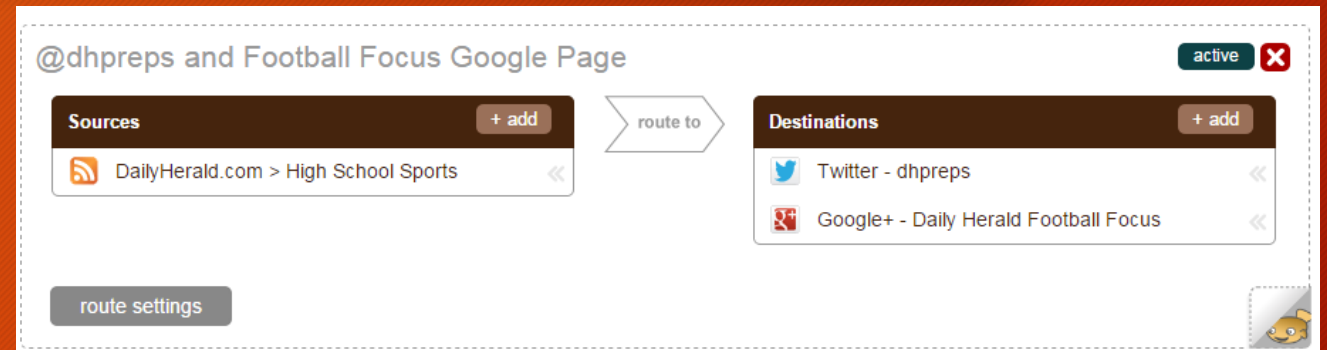 @dhpreps and Football Focus Google Page
active
Sources
+ add
route to
Destinations
+ add
DailyHerald.com > High School Sports
Twitter - dhpreps
Google+ - Daily Herald Football Focus
route settings